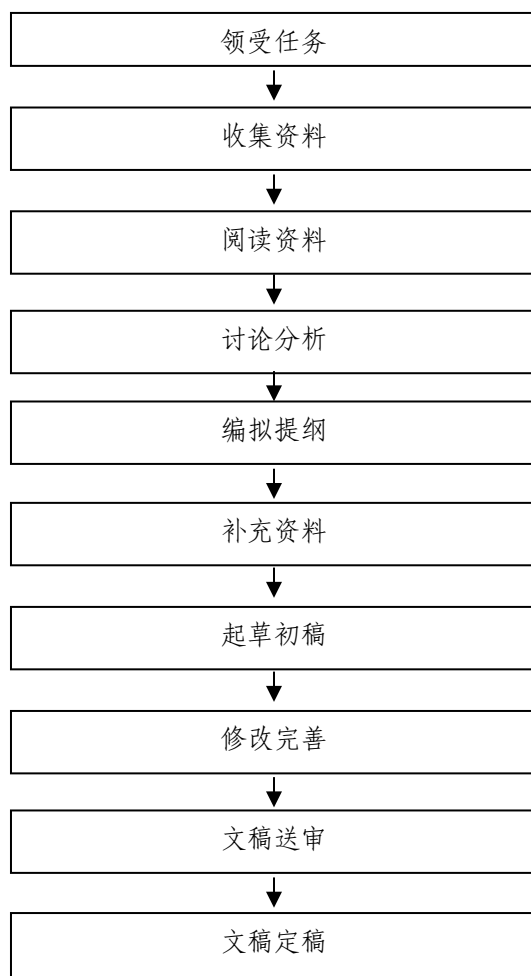 领受任务
收集资料
阅读资料
讨论分析
编拟提纲
补充资料
起草初稿
修改完善
文稿送审
文稿定稿